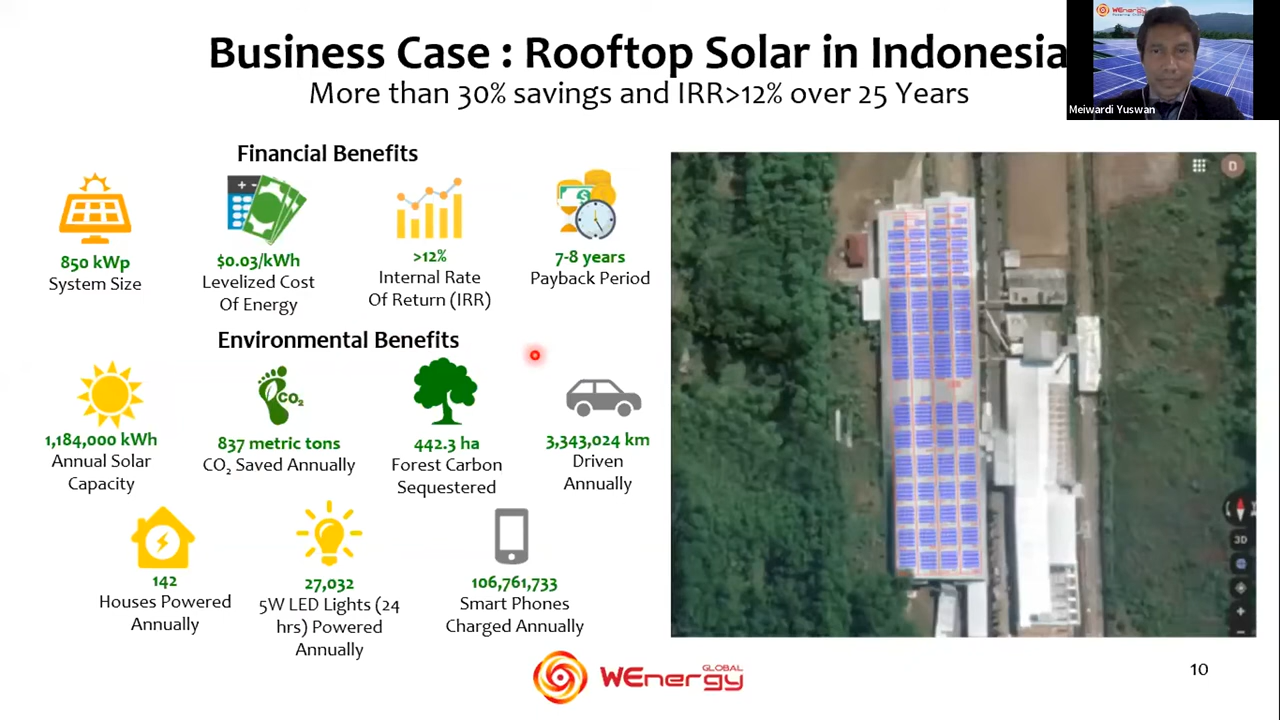 Business Case : Rooftop Solar in Indonesia
More than 30% savings and IRR>12% over 25 Years
WEnergy
Meiwardi Yuswan
Financial Benefits
850 kWp
System Size
$0.03/kWh
Levelized Cost
Of Energy
>12%
Internal Rate
Of Return (IRR)
7-8 years
Payback Period
Environmental Benefits
CO₂
1,184,000 kWh
Annual Solar
Capacity
837 metric tons
CO₂ Saved Annually
442.3 ha
Forest Carbon
Sequestered
3,343,024 km
Driven
Annually
142
Houses Powered
Annually
27,032
5W LED Lights (24
hrs) Powered
Annually
106,761,733
Smart Phones
Charged Annually
D
3D
GLOBAL
WEnergy
10